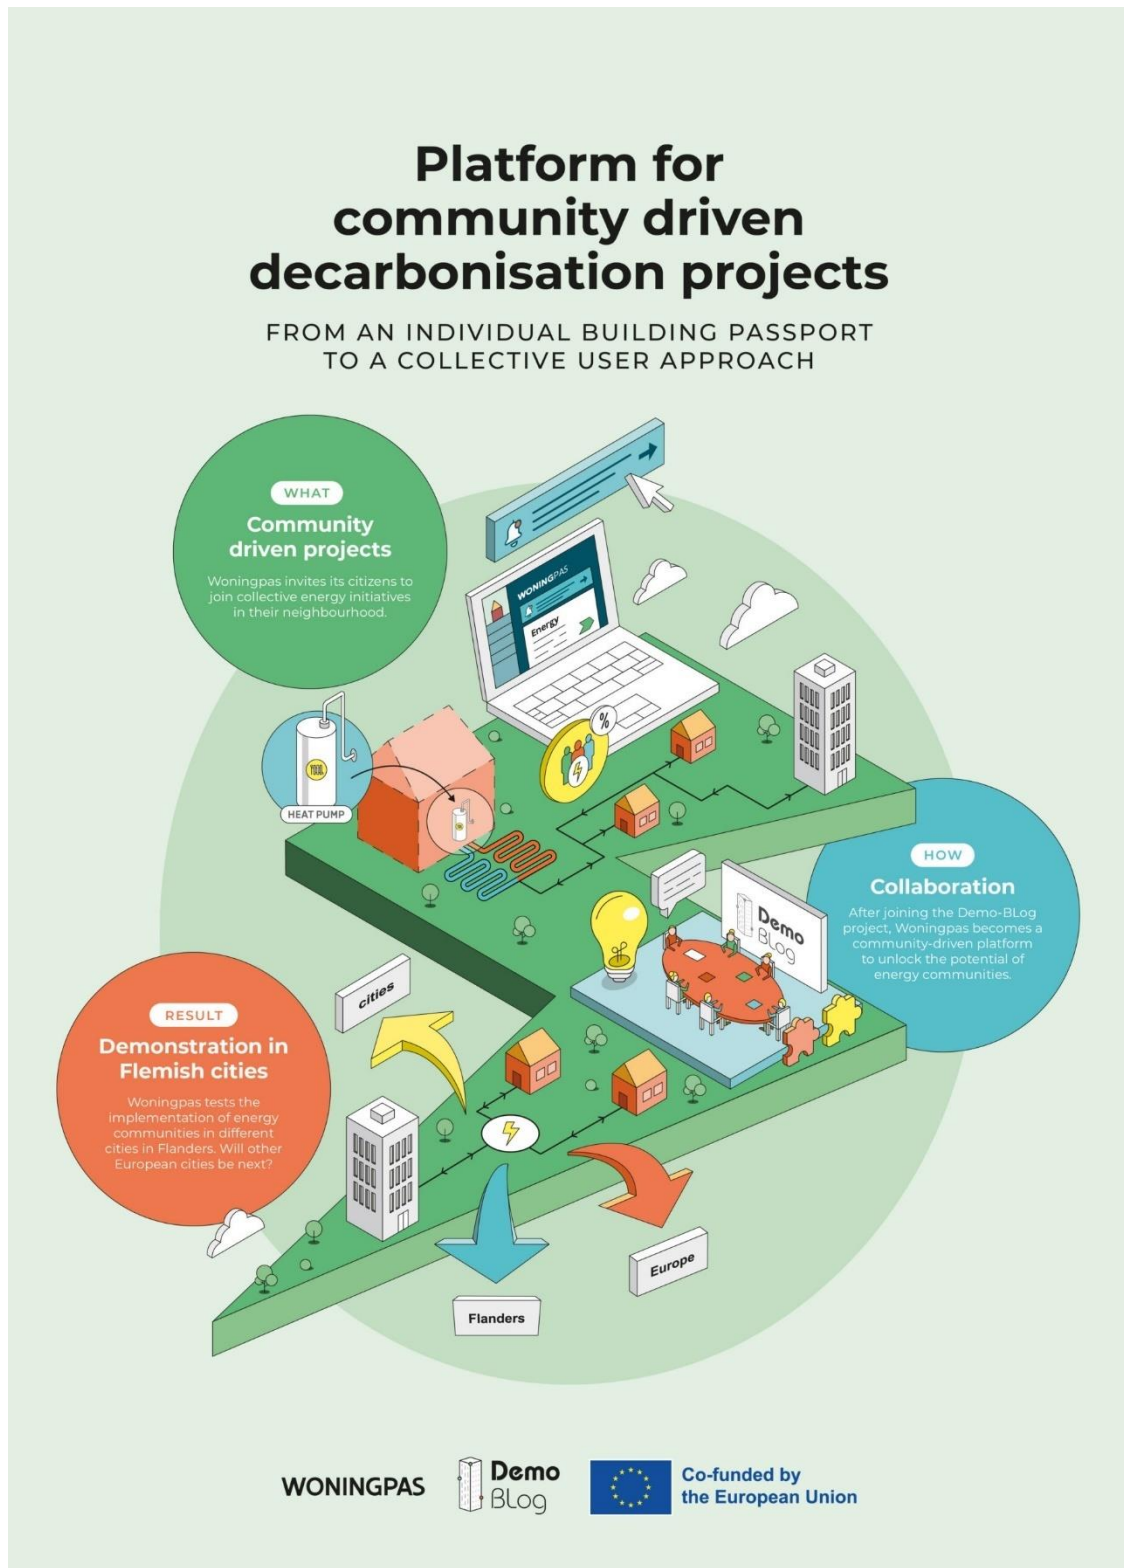 Platform for
community driven
decarbonisation projects
FROM AN INDIVIDUAL BUILDING PASSPORT
TO A COLLECTIVE USER APPROACH
WHAT
Community
driven projects
Woningpas invites its citizens to
join collective energy initiatives
in their neighbourhood.
WONINGPAS
Energy
%
HEAT PUMP
HOW
Collaboration
After joining the Demo-BLog
project, Woningpas becomes a
community-driven platform
to unlock the potential of
energy communities.
Demo
BLog
cities
RESULT
Demonstration in
Flemish cities
Woningpas tests the
implementation of energy
communities in different
cities in Flanders. Will other
European cities be next?
Europe
Flanders
WONINGPAS
Demo
BLog
Co-funded by
the European Union